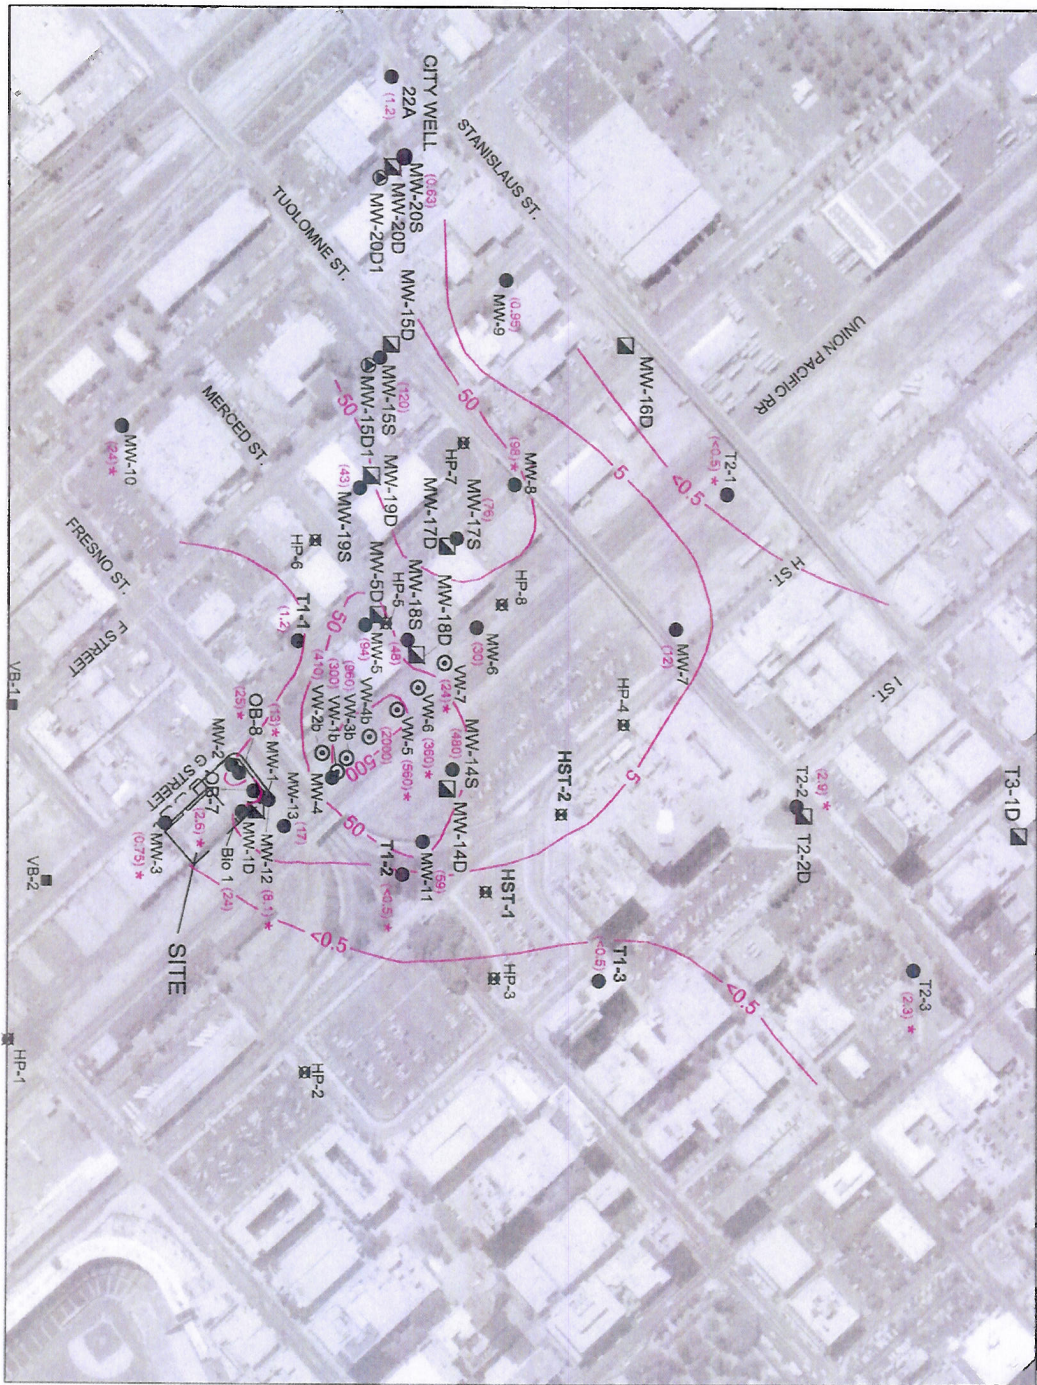 CITY WELL
22A
(1.2)
STANISLAUS ST.
(0.63)
MW-20S
MW-20D
MW-20D1
TUOLOMNE ST.
MW-9
(0.95)
MW-15D
MW-15S
(120)
MW-15D1
50
50
MW-16D
UNION PACIFIC RR
T2-1
(<0.5) *
<0.5
5
H ST.
I ST.
MERCED ST.
MW-10
(24) *
MW-19D
MW-19S
(43)
HP-7
MW-8
(98) *
MW-17S
(76)
MW-17D
HP-6
HP-8
FRESNO ST.
F STREET
T1-1
(1.2)
MW-5D
HP-5
MW-5
(94)
50
MW-18S
(48)
MW-18D
MW-6
(30)
MW-7
(12)
VW-7
(24) *
VW-6
(360) *
VW-5
(560) *
VW-4b
(2000)
VW-3b
(960)
VW-1b
(300)
VW-2b
(410)
500
MW-4
HP-4
HST-2
MW-14S
(480)
MW-14D
5
T2-2
(2.9) *
T2-2D
T3-1D
VB-1
OB-8
(25) *
(13) *
MW-2
MW-1
OB-7
G STREET
(2.6) *
MW-13
(17)
50
MW-12
(8.1) *
MW-1D
Bio 1 (24)
MW-3
(0.75) *
SITE
VB-2
MW-11
(59)
T1-2
(<0.5) *
HST-1
<0.5
HP-3
T1-3
(<0.5)
<0.5
T2-3
(2.3) *
HP-2
HP-1